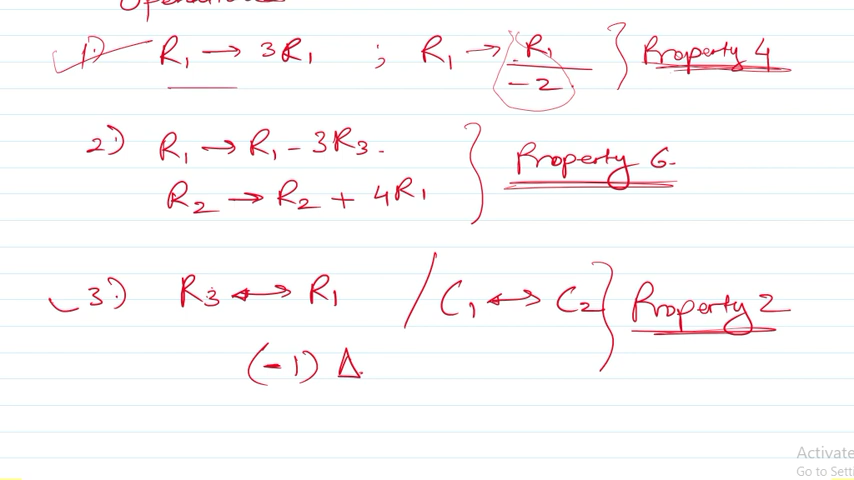 Operations
1) R₁ → 3R₁ ; R₁ → R₁/-2 } Property 4
2) R₁ → R₁ - 3R₃.
R₂ → R₂ + 4R₁ } Property 6.
3) R₃ ↔ R₁ / C₁ ↔ C₂ } Property 2
(-1) Δ
Activate
Go to Setti